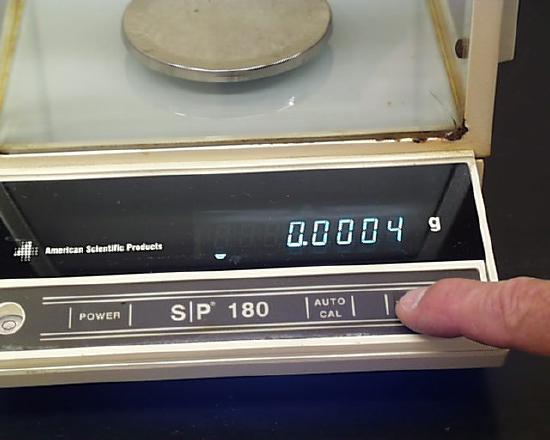 0.0004 g
American Scientific Products
POWER
S|P® 180
AUTO
CAL